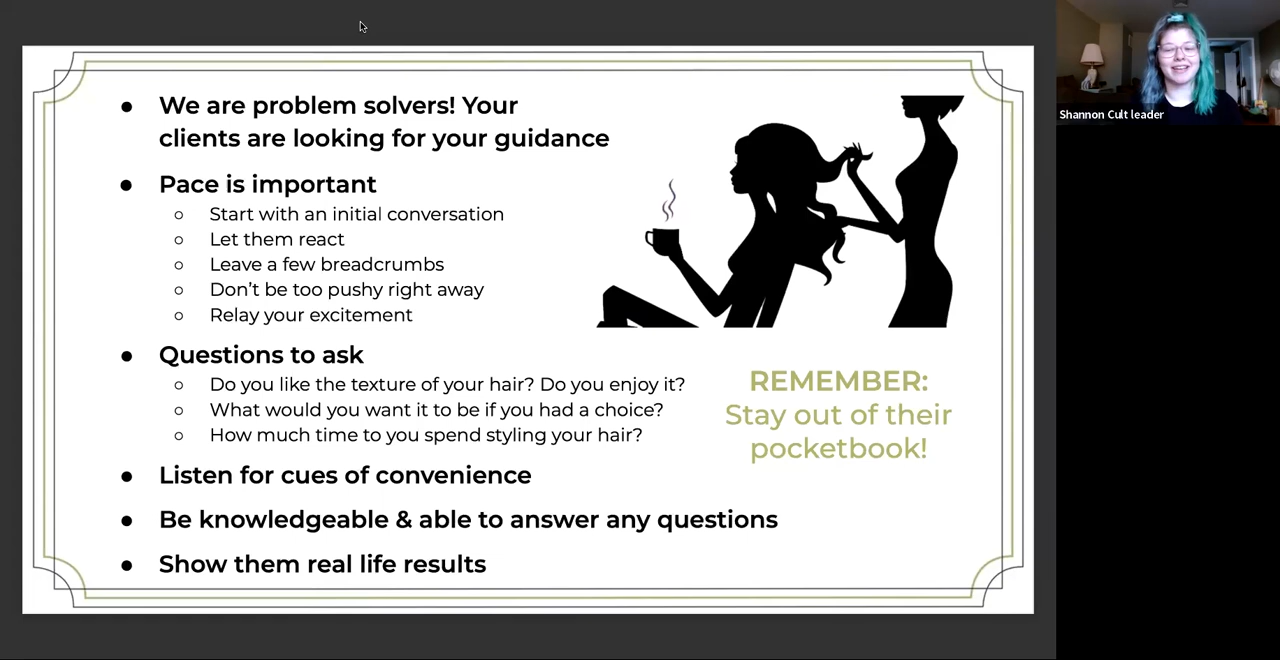 We are problem solvers! Your
clients are looking for your guidance
Pace is important
Start with an initial conversation
Let them react
Leave a few breadcrumbs
Don't be too pushy right away
Relay your excitement
Questions to ask
Do you like the texture of your hair? Do you enjoy it?
What would you want it to be if you had a choice?
How much time to you spend styling your hair?
Listen for cues of convenience
Be knowledgeable & able to answer any questions
Show them real life results
REMEMBER:
Stay out of their
pocketbook!
Shannon Cult leader